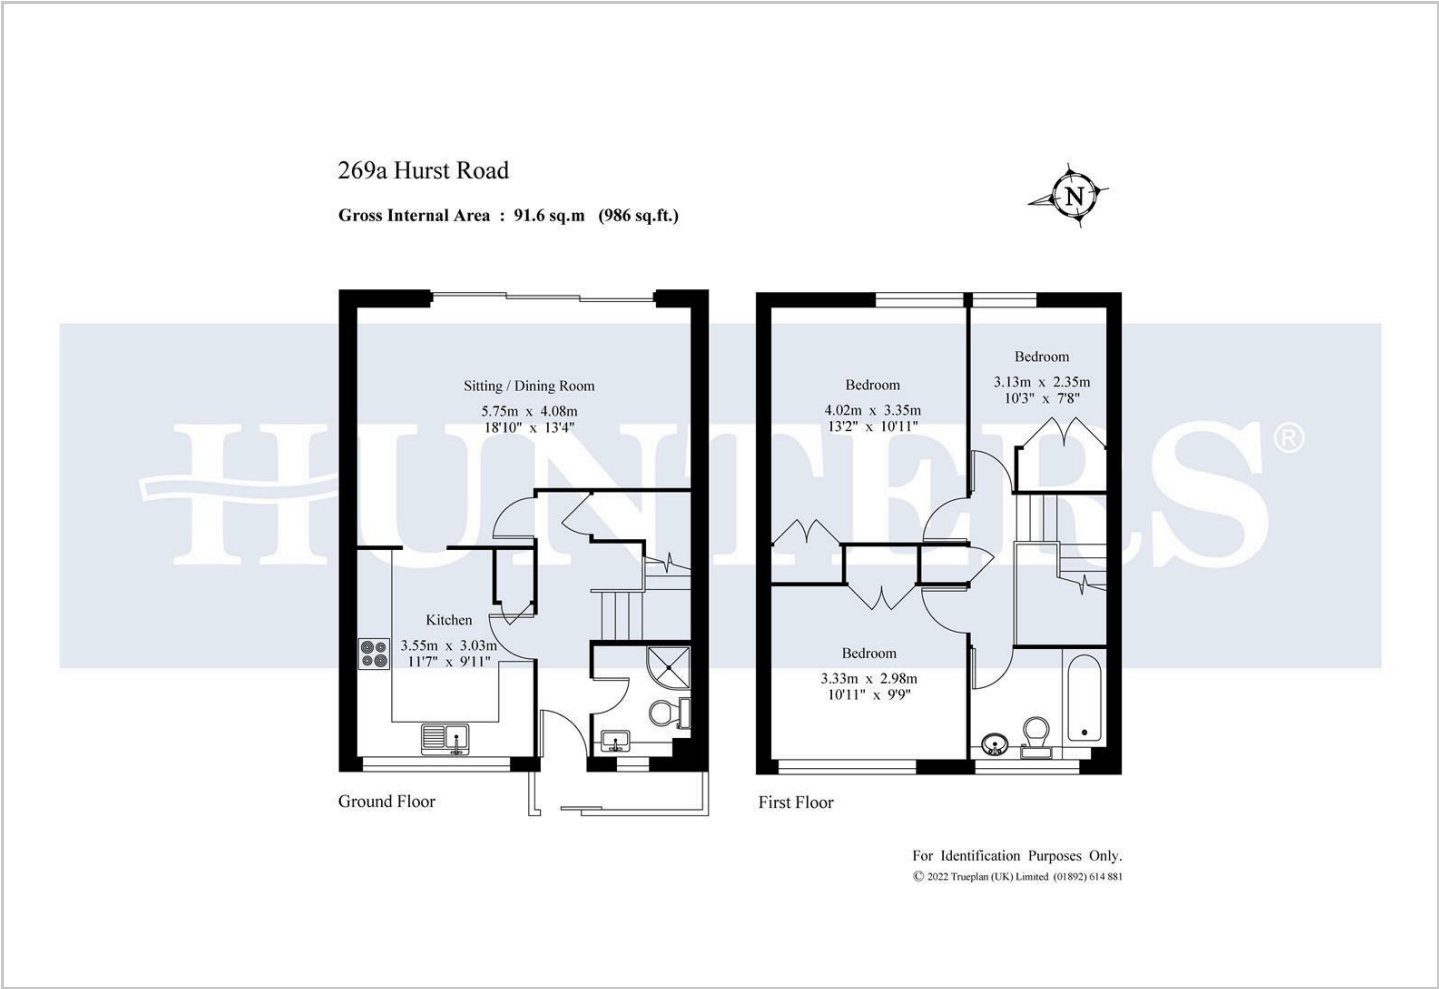 269a Hurst Road
Gross Internal Area : 91.6 sq.m (986 sq.ft.)
N
Sitting / Dining Room
5.75m x 4.08m
18'10" x 13'4"
Kitchen
3.55m x 3.03m
11'7" x 9'11"
Ground Floor
Bedroom
4.02m x 3.35m
13'2" x 10'11"
Bedroom
3.13m x 2.35m
10'3" x 7'8"
Bedroom
3.33m x 2.98m
10'11" x 9'9"
First Floor
HUNTERS®
For Identification Purposes Only.
© 2022 Trueplan (UK) Limited (01892) 614 881